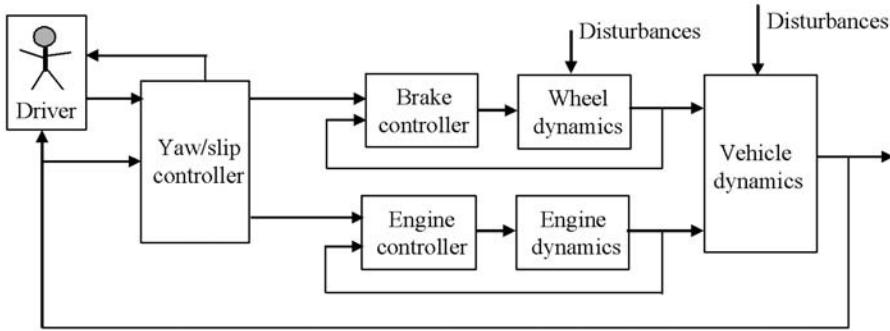 Disturbances
Disturbances
Driver
Yaw/slip
controller
Brake
controller
Wheel
dynamics
Engine
controller
Engine
dynamics
Vehicle
dynamics